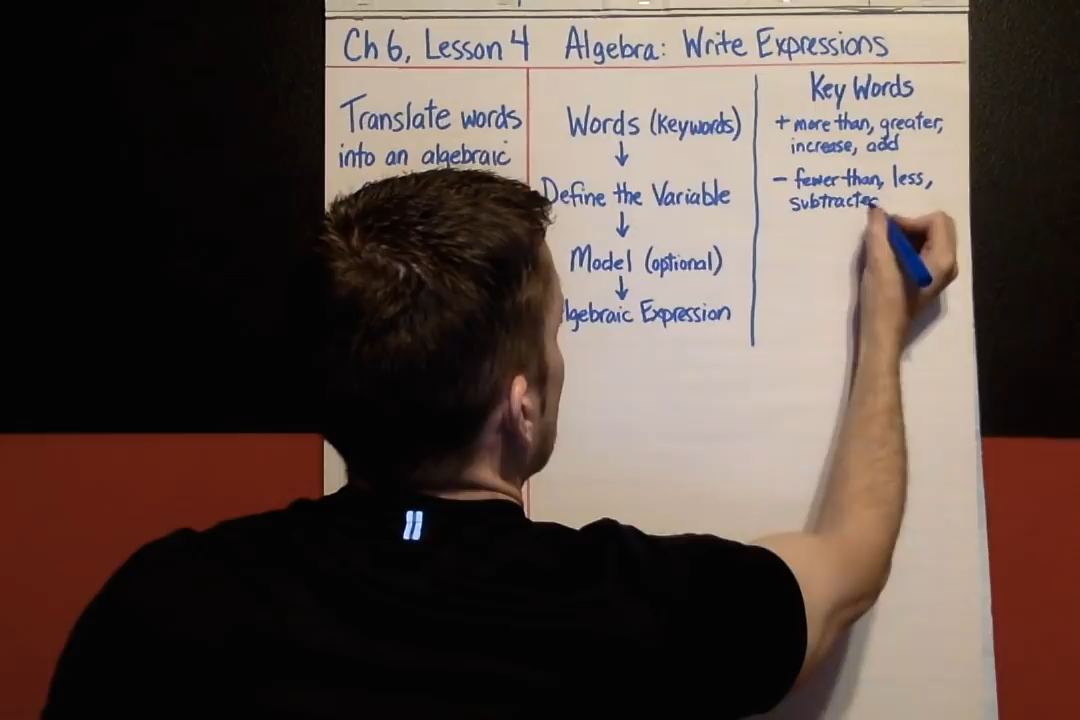 Ch 6, Lesson 4 Algebra: Write Expressions
Translate words
into an algebraic
Words (Keywords)
↓
Define the Variable
↓
Model (optional)
↓
lgebraic Expression
Key Words
+ more than, greater,
increase, add
- fewer than, less,
subtracted